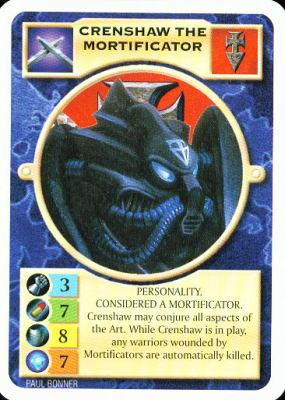 CRENSHAW THE
MORTIFICATOR
3
7
8
7
PERSONALITY.
CONSIDERED A MORTIFICATOR.
Crenshaw may conjure all aspects
of the Art. While Crenshaw is in play,
any warriors wounded by
Mortificators are automatically killed.
PAUL BONNER